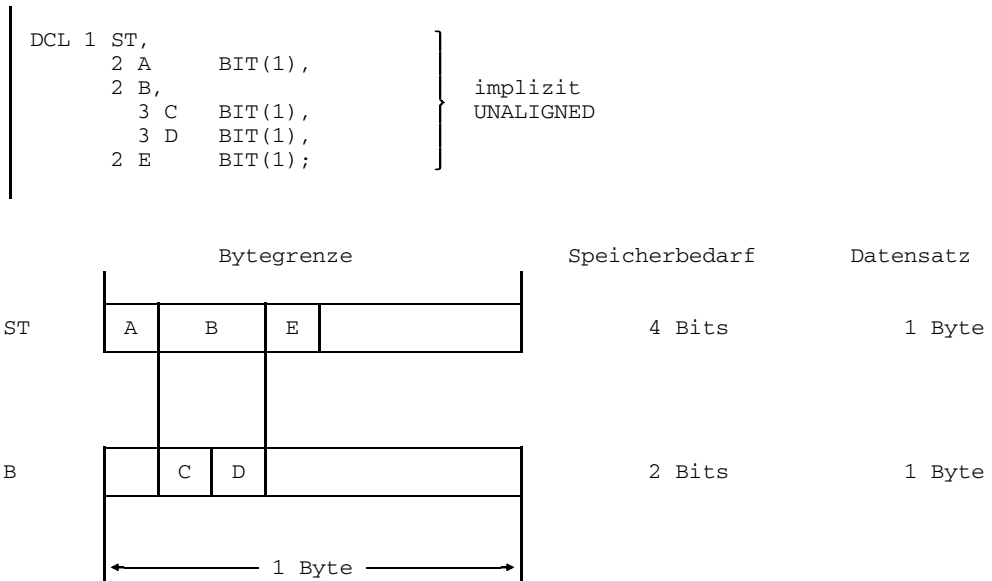 DCL 1 ST,
2 A BIT(1),
2 B,
3 C BIT(1),
3 D BIT(1),
2 E BIT(1);
implizit
UNALIGNED
Bytegrenze Speicherbedarf Datensatz
ST A B E 4 Bits 1 Byte
B C D 2 Bits 1 Byte
1 Byte